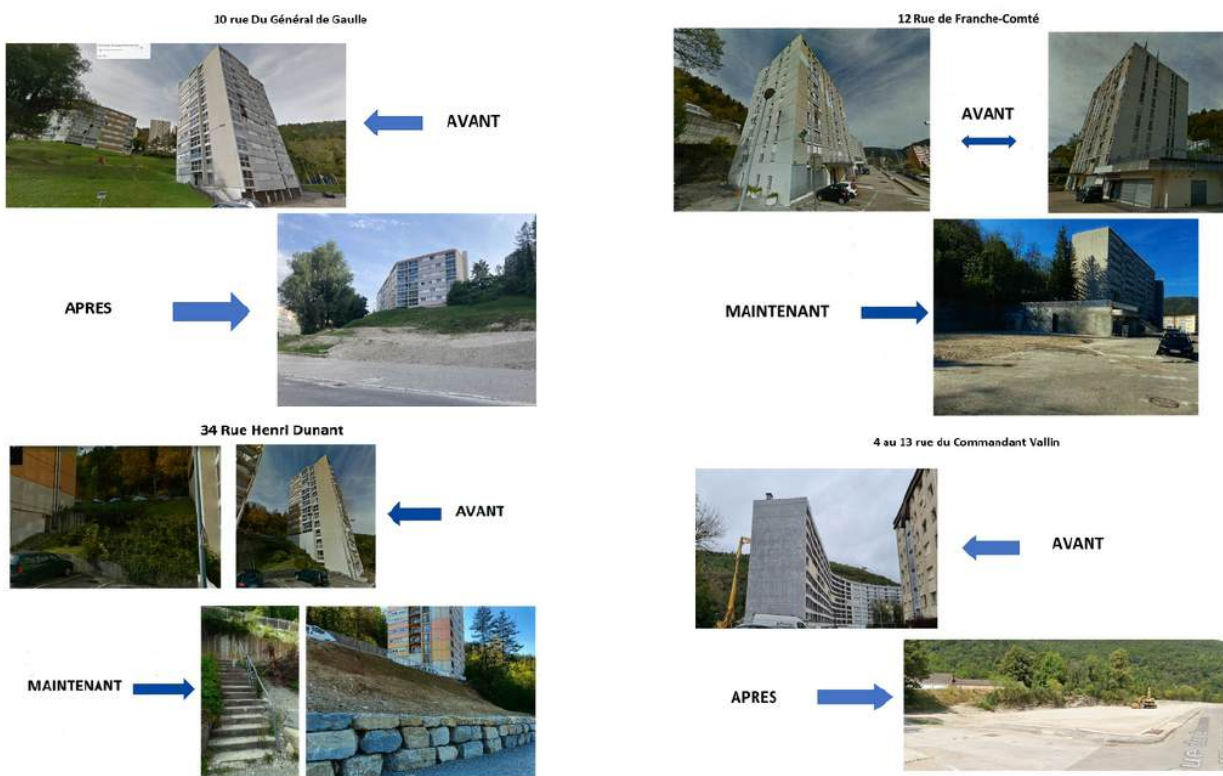 10 rue Du Général de Gaulle
AVANT
APRES
12 Rue de Franche-Comté
AVANT
MAINTENANT
34 Rue Henri Dunant
AVANT
MAINTENANT
4 au 13 rue du Commandant Vallin
AVANT
APRES